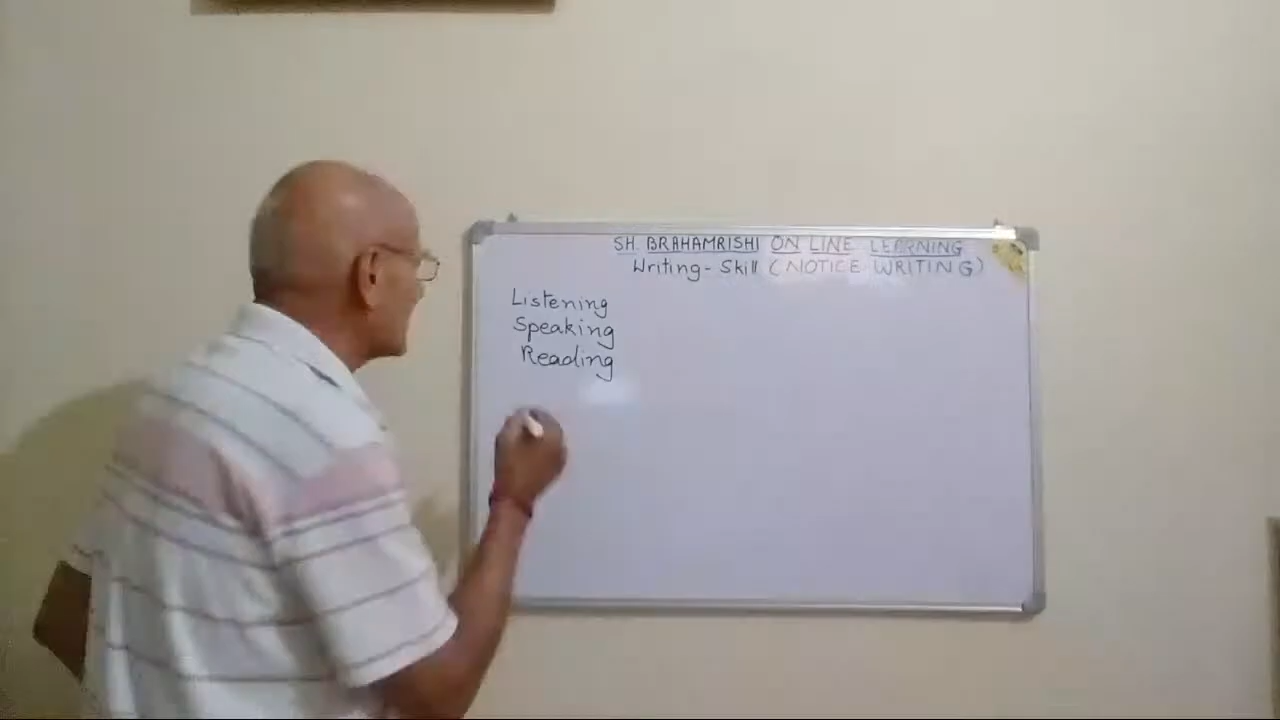 SH. BRAHAMRISHI ON LINE LEARNING
Writing-Skill (NOTICE WRITING)
Listening
Speaking
Reading